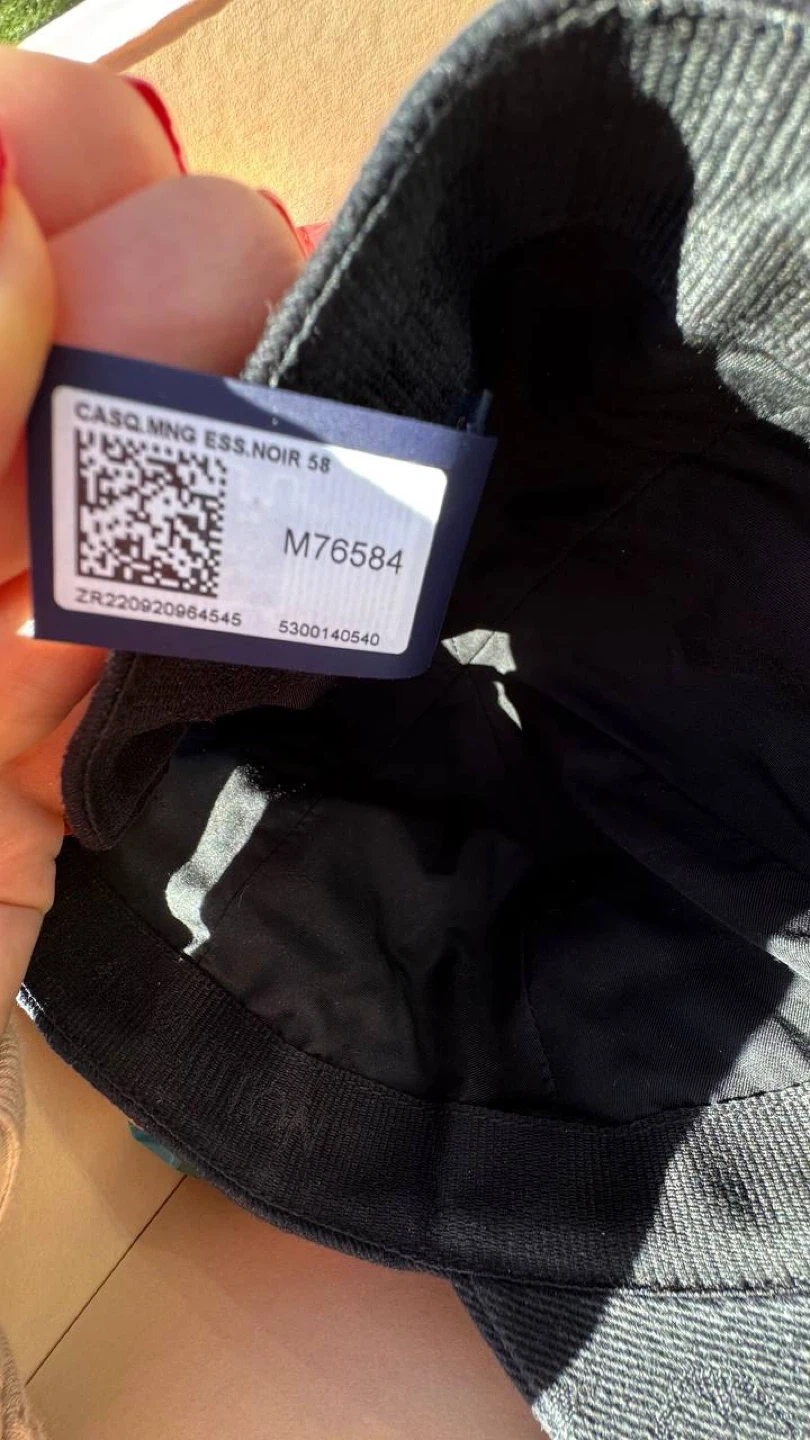 CASQ.MNG ESS.NOIR 58
M76584
ZR220920964545
5300140540